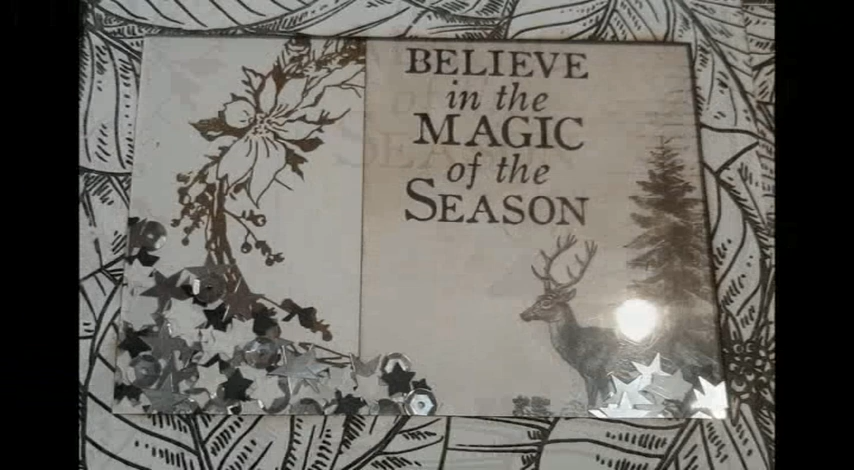 BELIEVE
in the
MAGIC
of the
SEASON